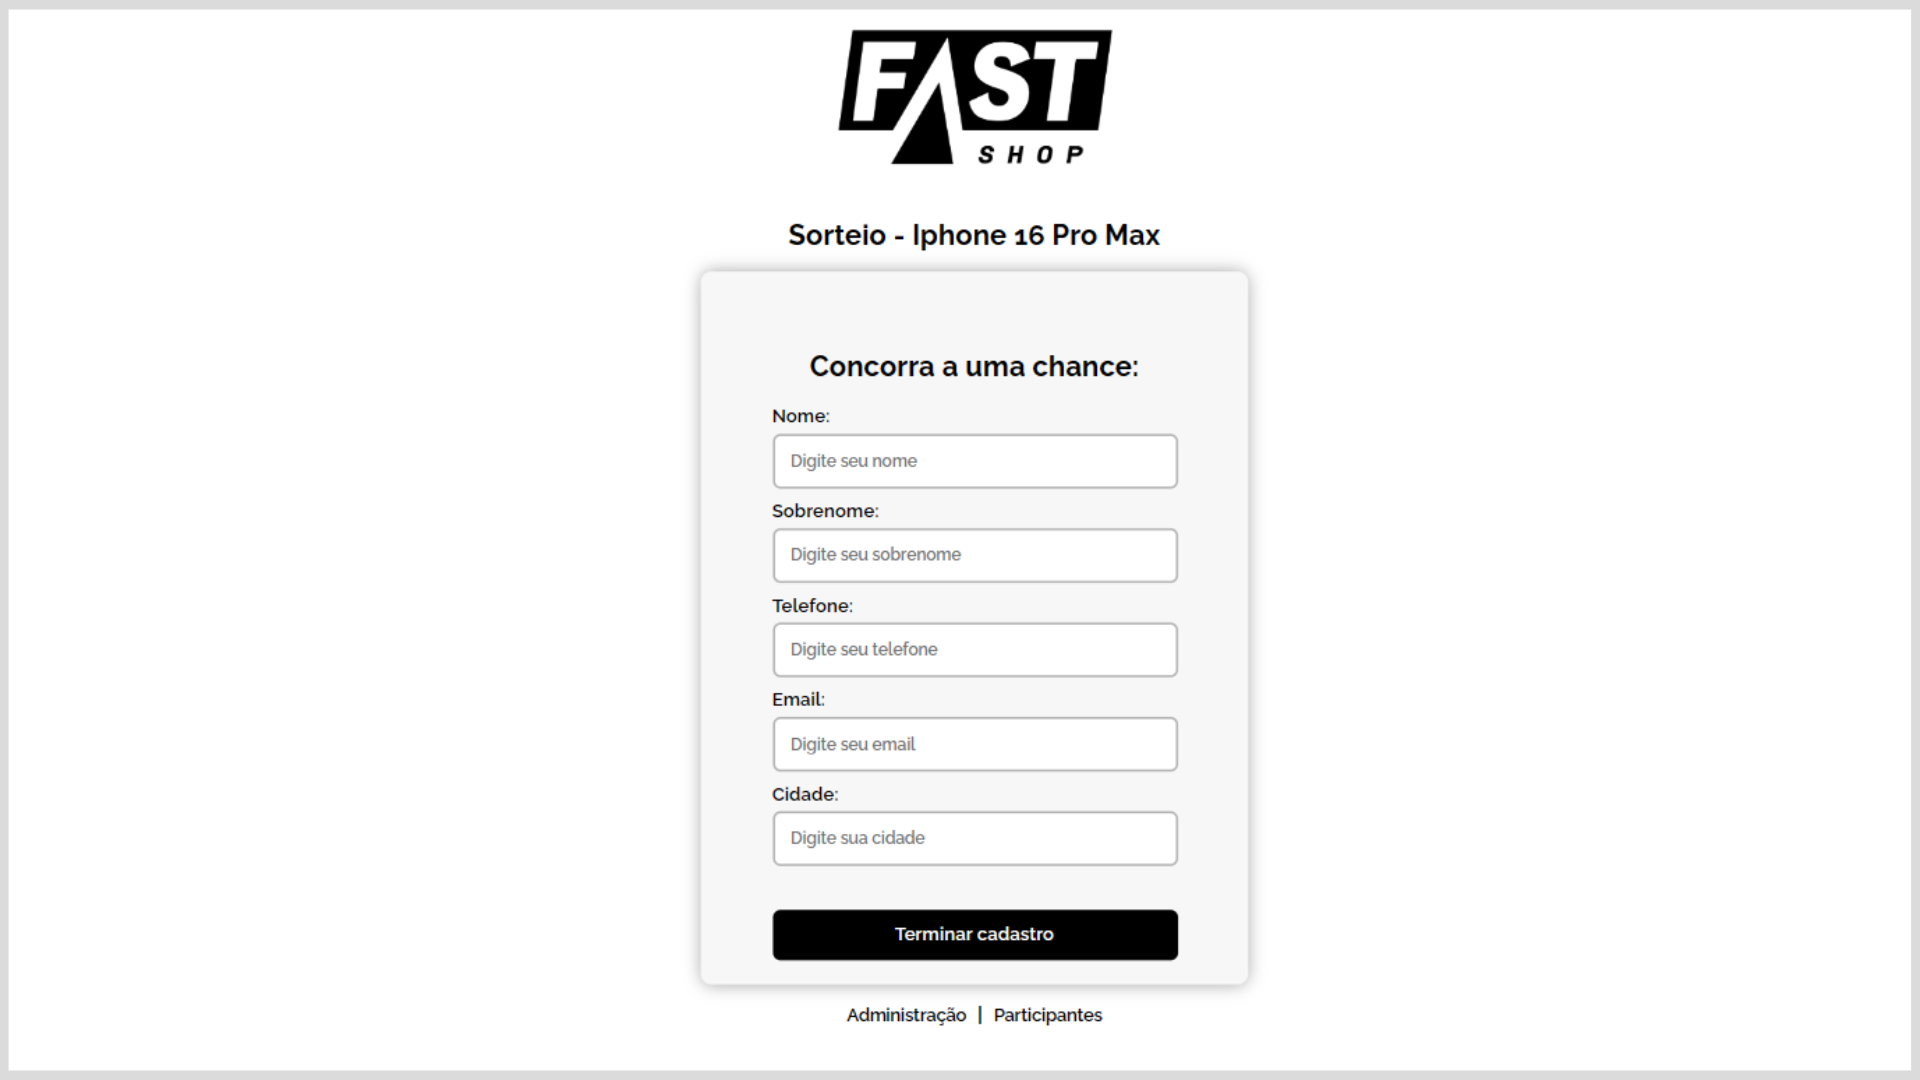 FAST
SHOP
Sorteio - Iphone 16 Pro Max
Concorra a uma chance:
Nome:
Digite seu nome
Sobrenome:
Digite seu sobrenome
Telefone:
Digite seu telefone
Email:
Digite seu email
Cidade:
Digite sua cidade
Terminar cadastro
Administração | Participantes